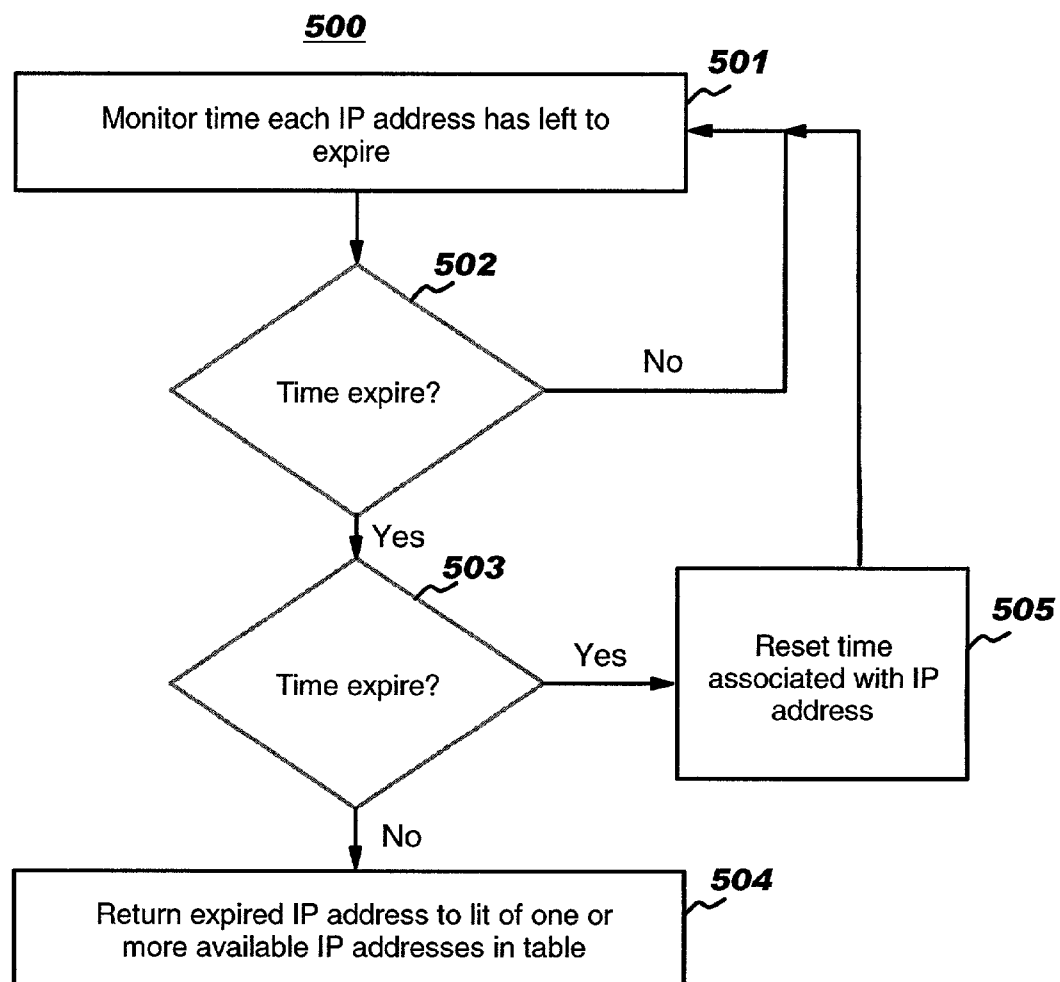 500
501
Monitor time each IP address has left to
expire
502
Time expire?
No
Yes
503
Time expire?
Yes
505
Reset time
associated with IP
address
No
504
Return expired IP address to lit of one or
more available IP addresses in table